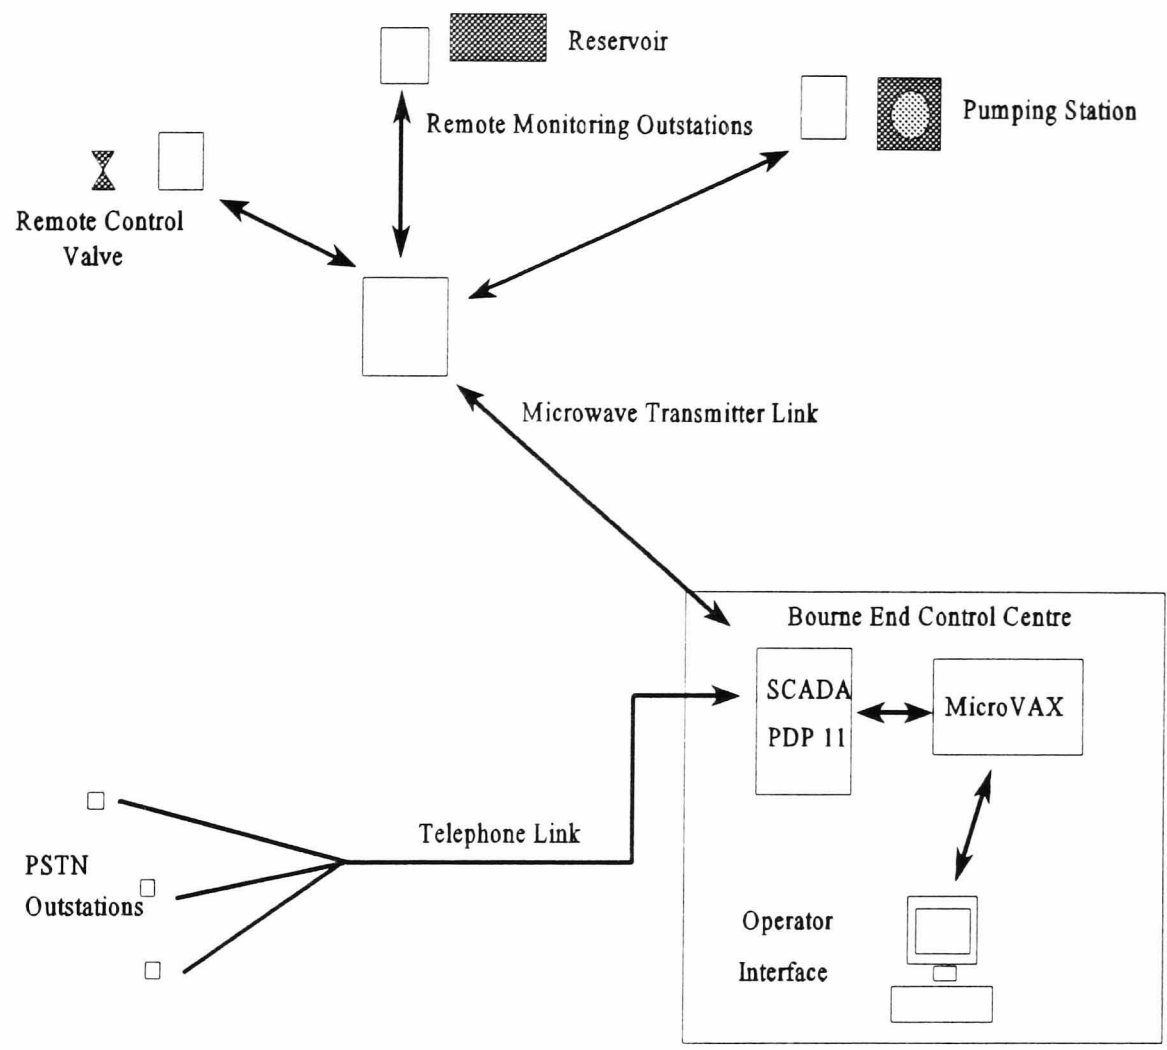 Reservoir
Pumping Station
Remote Monitoring Outstations
Remote Control
Valve
Microwave Transmitter Link
Bourne End Control Centre
SCADA
PDP 11
MicroVAX
Telephone Link
PSTN
Outstations
Operator
Interface